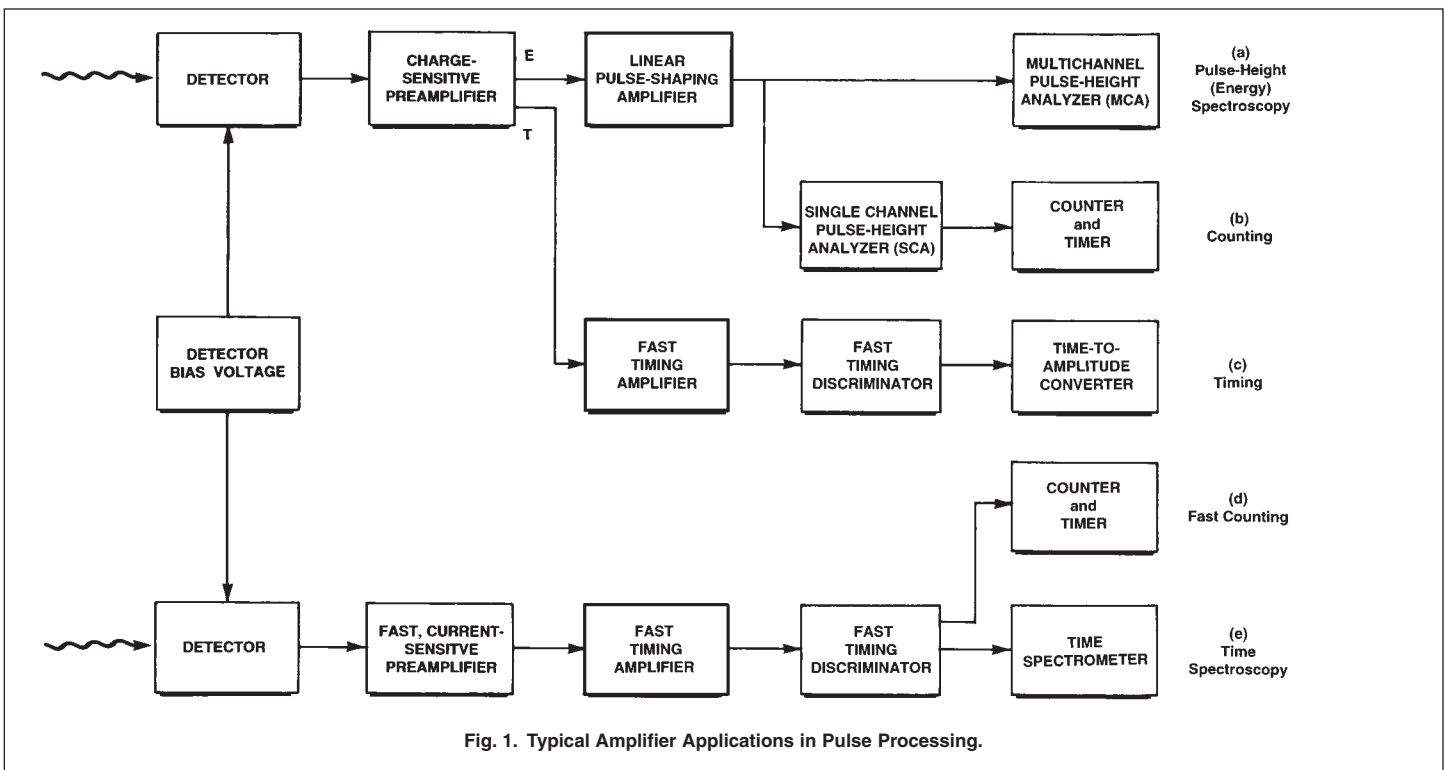 DETECTOR
CHARGE-
SENSITIVE
PREAMPLIFIER
E
T
LINEAR
PULSE-SHAPING
AMPLIFIER
MULTICHANNEL
PULSE-HEIGHT
ANALYZER (MCA)
(a)
Pulse-Height
(Energy)
Spectroscopy
SINGLE CHANNEL
PULSE-HEIGHT
ANALYZER (SCA)
COUNTER
and
TIMER
(b)
Counting
DETECTOR
BIAS VOLTAGE
FAST
TIMING
AMPLIFIER
FAST
TIMING
DISCRIMINATOR
TIME-TO-
AMPLITUDE
CONVERTER
(c)
Timing
COUNTER
and
TIMER
(d)
Fast Counting
DETECTOR
FAST, CURRENT-
SENSITVE
PREAMPLIFIER
FAST
TIMING
AMPLIFIER
FAST
TIMING
DISCRIMINATOR
TIME
SPECTROMETER
(e)
Time
Spectroscopy
Fig. 1. Typical Amplifier Applications in Pulse Processing.